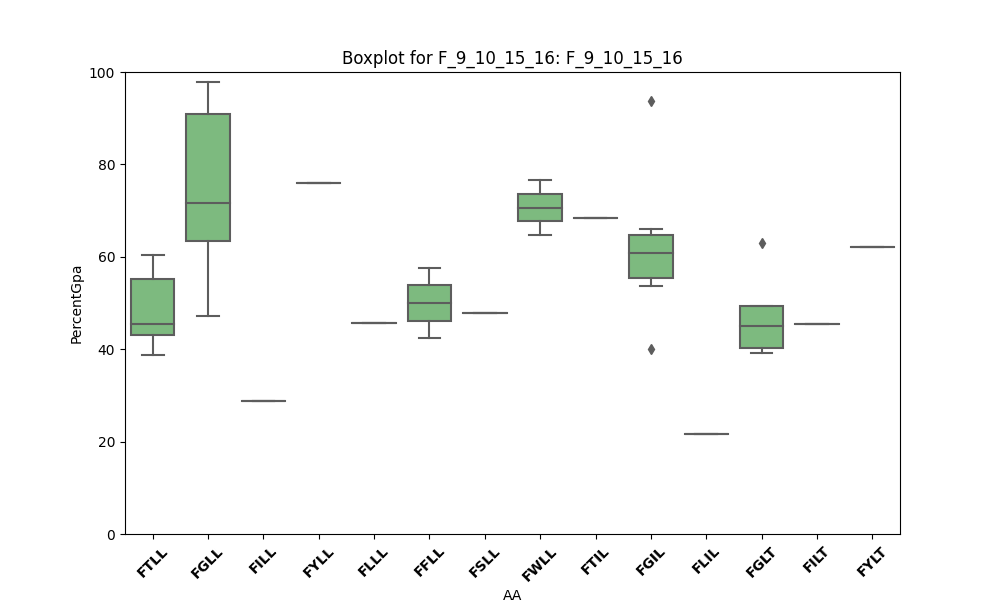 Boxplot for F_9_10_15_16: F_9_10_15_16
PercentGpa
100
80
60
40
20
0
FTLL FGLL FILL FYLL FLLL FFLL FSLL FWLL FTIL FGIL FLIL FGLT FILT FYLT
AA